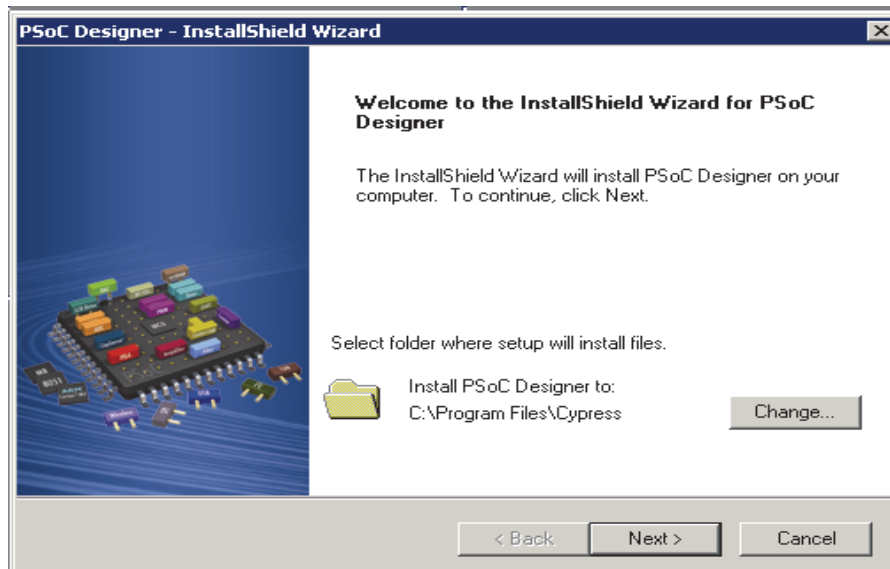 PSoC Designer - InstallShield Wizard
Welcome to the InstallShield Wizard for PSoC
Designer
The InstallShield Wizard will install PSoC Designer on your
computer. To continue, click Next.
Select folder where setup will install files.
Install PSoC Designer to:
C:\Program Files\Cypress
Change...
< Back
Next >
Cancel
MCU
8051